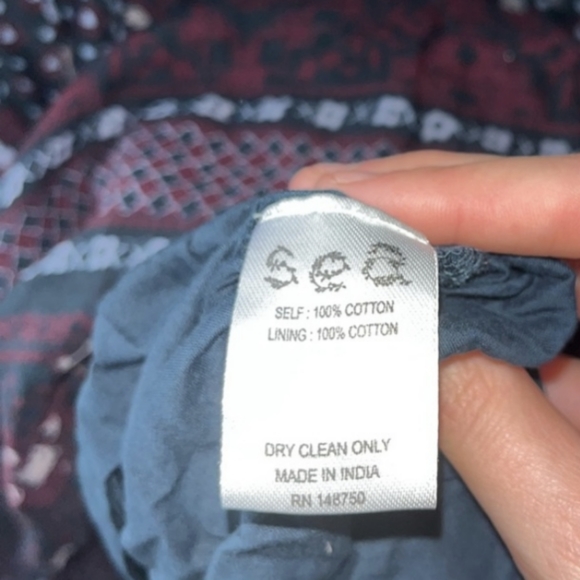 sea
SELF : 100% COTTON
LINING : 100% COTTON
DRY CLEAN ONLY
MADE IN INDIA
RN 148750